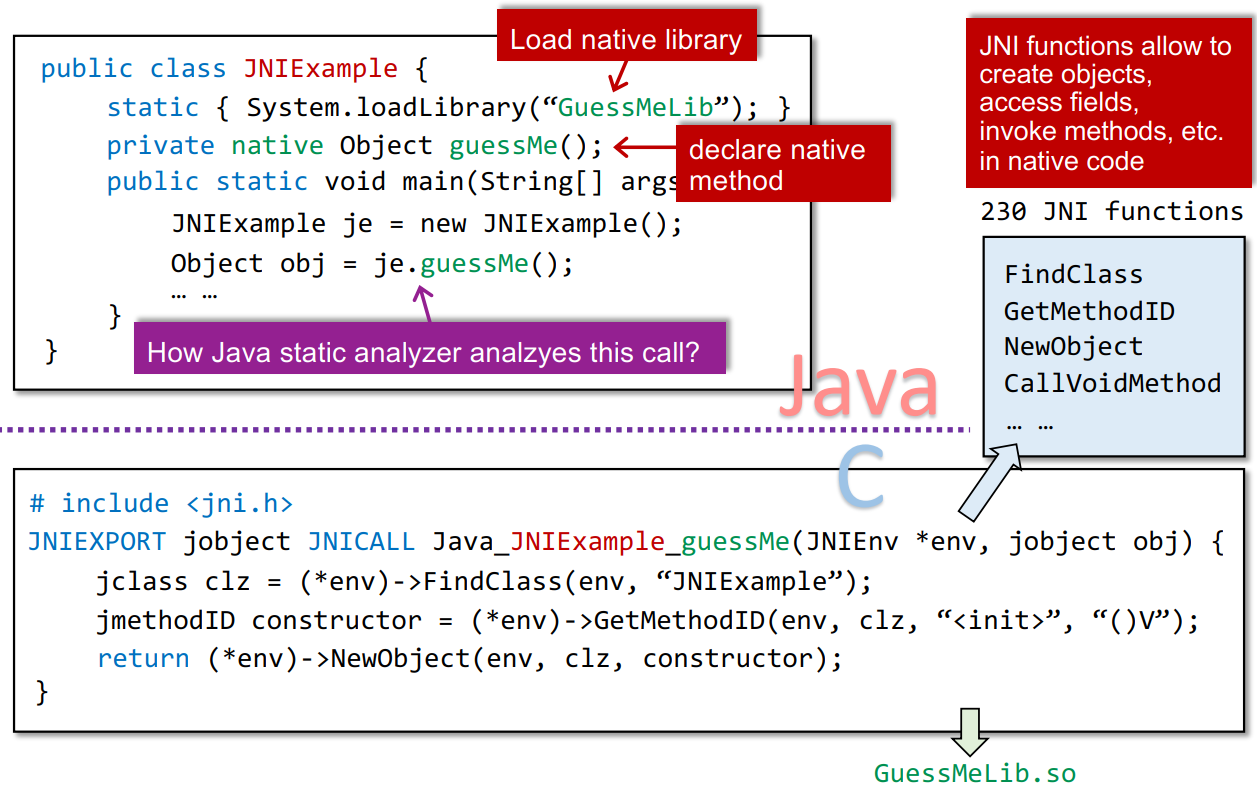 Load native library
public class JNIExample {
static { System.loadLibrary(“GuessMeLib”); }
private native Object guessMe();
declare native
method
public static void main(String[] args
JNIExample je = new JNIExample();
Object obj = je.guessMe();
… …
}
How Java static analyzer analzyes this call?
}
JNI functions allow to
create objects,
access fields,
invoke methods, etc.
in native code
230 JNI functions
FindClass
GetMethodID
NewObject
CallVoidMethod
… …
Java
C
# include <jni.h>
JNIEXPORT jobject JNICALL Java_JNIExample_guessMe(JNIEnv *env, jobject obj) {
jclass clz = (*env)->FindClass(env, “JNIExample”);
jmethodID constructor = (*env)->GetMethodID(env, clz, “<init>”, “()V”);
return (*env)->NewObject(env, clz, constructor);
}
GuessMeLib.so